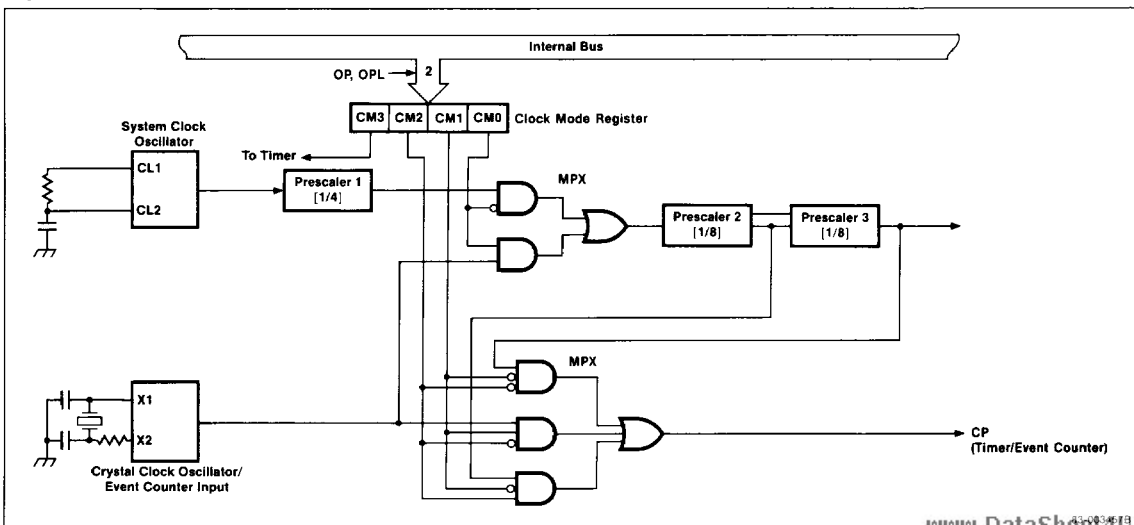 Internal Bus
OP, OPL
2
CM3 CM2 CM1 CM0
Clock Mode Register
System Clock
Oscillator
CL1
CL2
To Timer
Prescaler 1
[1/4]
MPX
Prescaler 2
[1/8]
Prescaler 3
[1/8]
MPX
X1
X2
CP
(Timer/Event Counter)
Crystal Clock Oscillator/
Event Counter Input